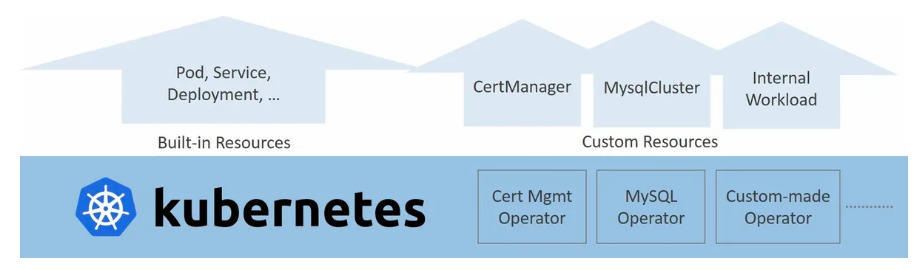 Pod, Service,
Deployment, ...
Built-in Resources
CertManager
MysqlCluster
Internal
Workload
Custom Resources
kubernetes
Cert Mgmt
Operator
MySQL
Operator
Custom-made
Operator